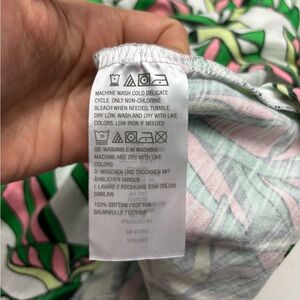 MACHINE WASH COLD DELICATE
CYCLE. ONLY NON-CHLORINE
BLEACH WHEN NEEDED. TUMBLE
DRY LOW. WASH AND DRY WITH LIKE
COLORS. LOW IRON IF NEEDED
30
GB: WASHABLE IN WASHING
MACHINE AND DRY WITH LIKE
COLORS
D: WASCHEN UND TROCKNEN MIT
ÄHNLICHEN FARBEN
I: LAVARE E ASCIUGARE CON COLORI
SIMILARI
100% COTTON / COTTON
BAUMWOLLE / COTONE